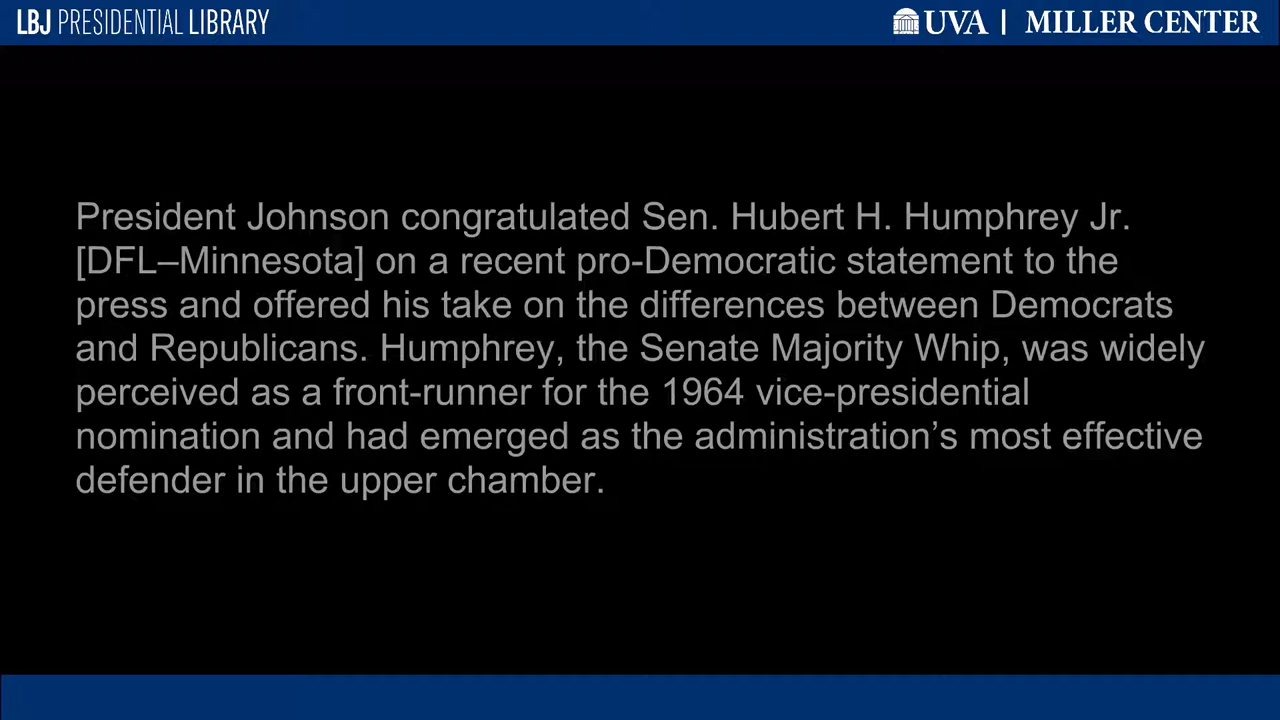 LBJ PRESIDENTIAL LIBRARY
UVA | MILLER CENTER
President Johnson congratulated Sen. Hubert H. Humphrey Jr.
[DFL–Minnesota] on a recent pro-Democratic statement to the
press and offered his take on the differences between Democrats
and Republicans. Humphrey, the Senate Majority Whip, was widely
perceived as a front-runner for the 1964 vice-presidential
nomination and had emerged as the administration’s most effective
defender in the upper chamber.